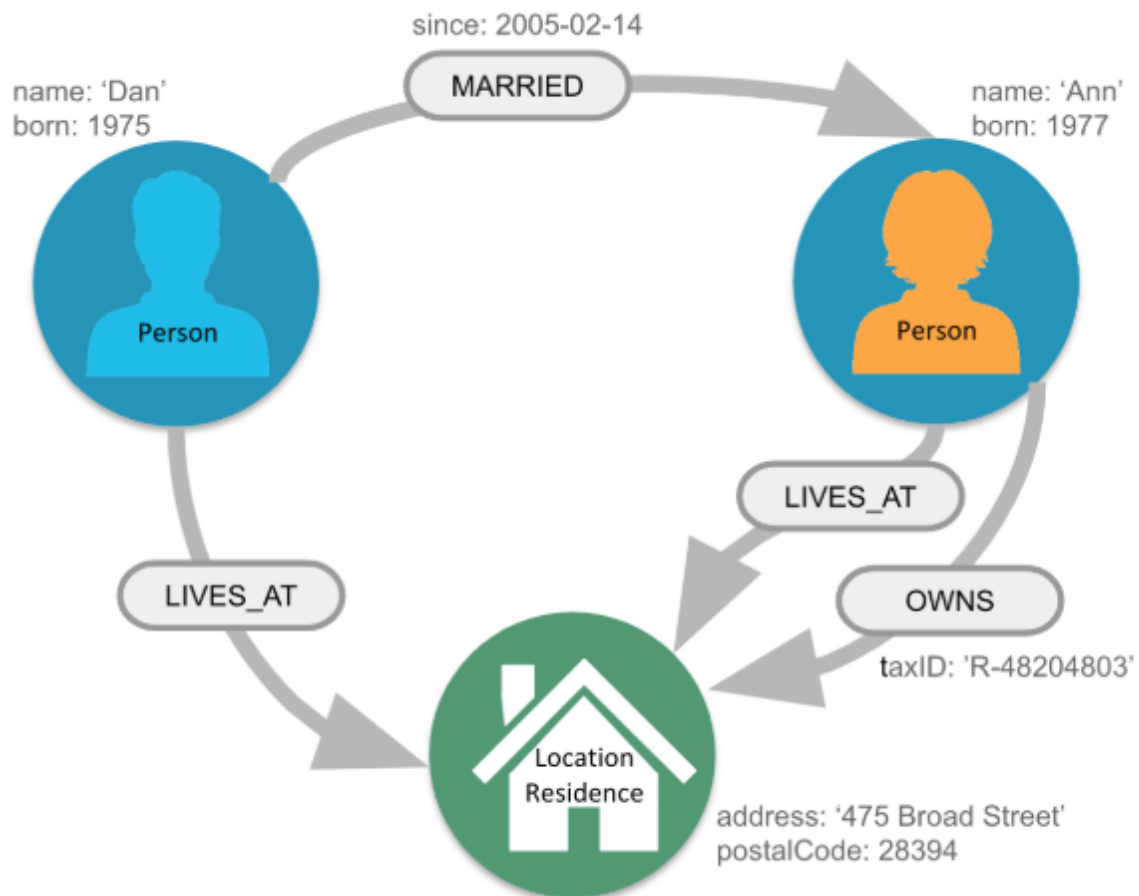 since: 2005-02-14
MARRIED
name: ‘Dan’
born: 1975
name: ‘Ann’
born: 1977
Person
Person
LIVES_AT
LIVES_AT
OWNS
taxID: ’R-48204803’
Location
Residence
address: ‘475 Broad Street’
postalCode: 28394